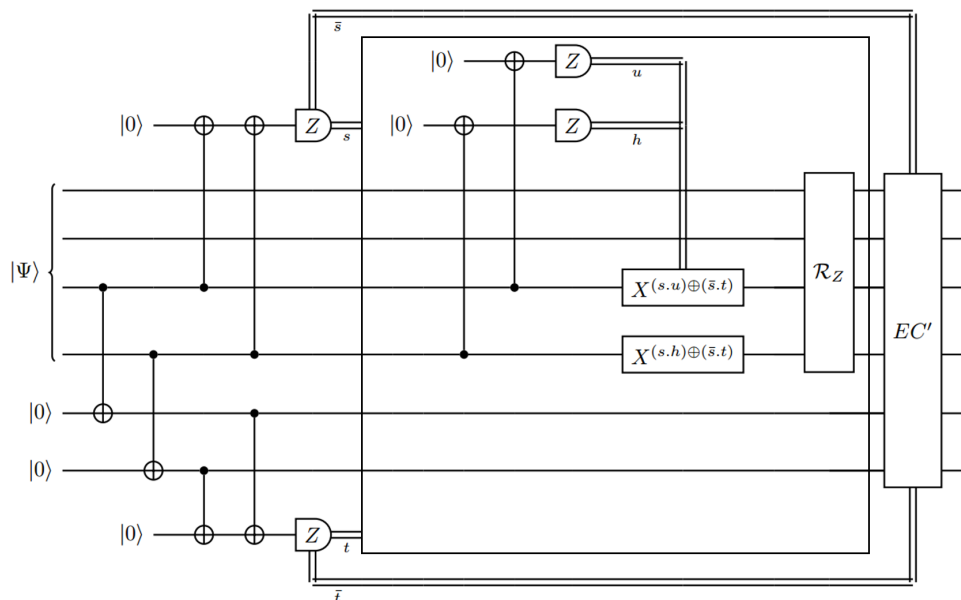 s̄
|0⟩ Z u
|0⟩ Z s |0⟩ Z h
|Ψ⟩
X^{(s.u)⊕(s̄.t)} R_Z EC′
X^{(s.h)⊕(s̄.t)}
|0⟩
|0⟩
|0⟩ Z t
t̄